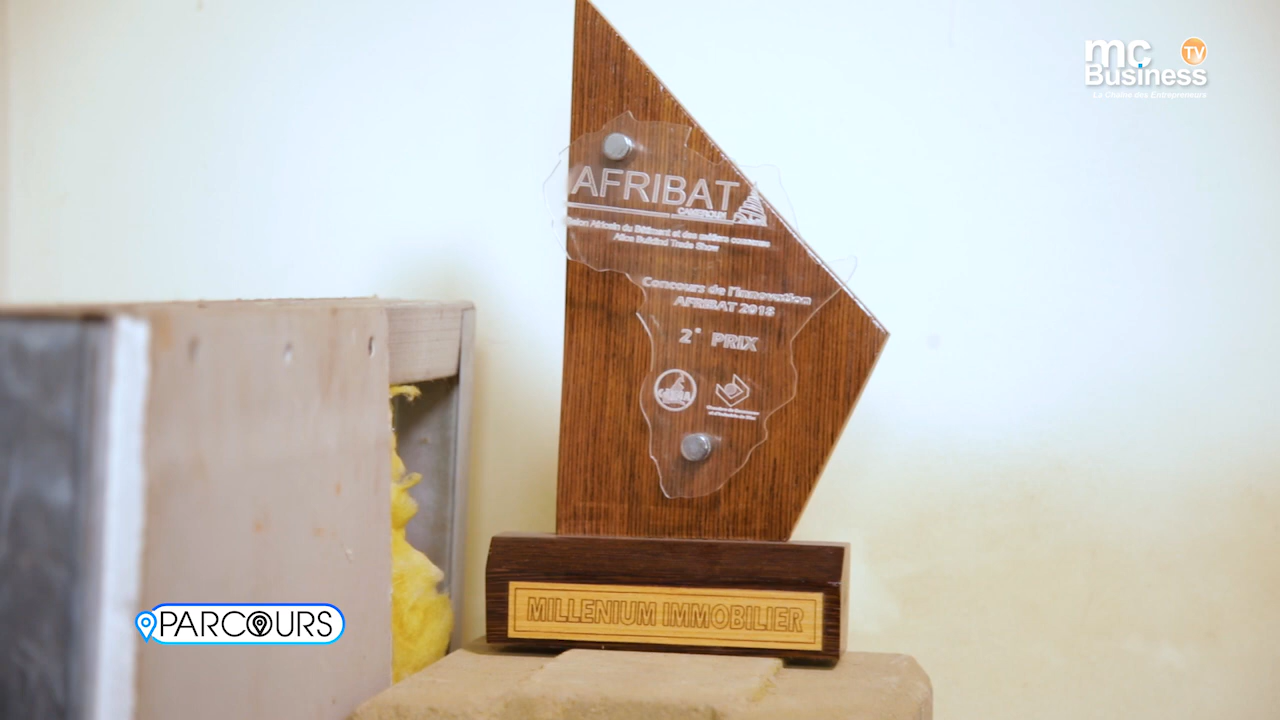 mc
TV
Business
La Chaîne des Entrepreneurs
AFRIBAT
CAMEROUN
Salon Africain du Bâtiment et des métiers connexes
Building Trade Show
Concours de l'innovation
AFRIBAT 2018
2° PRIX
MILLENIUM IMMOBILIER
PARCOURS